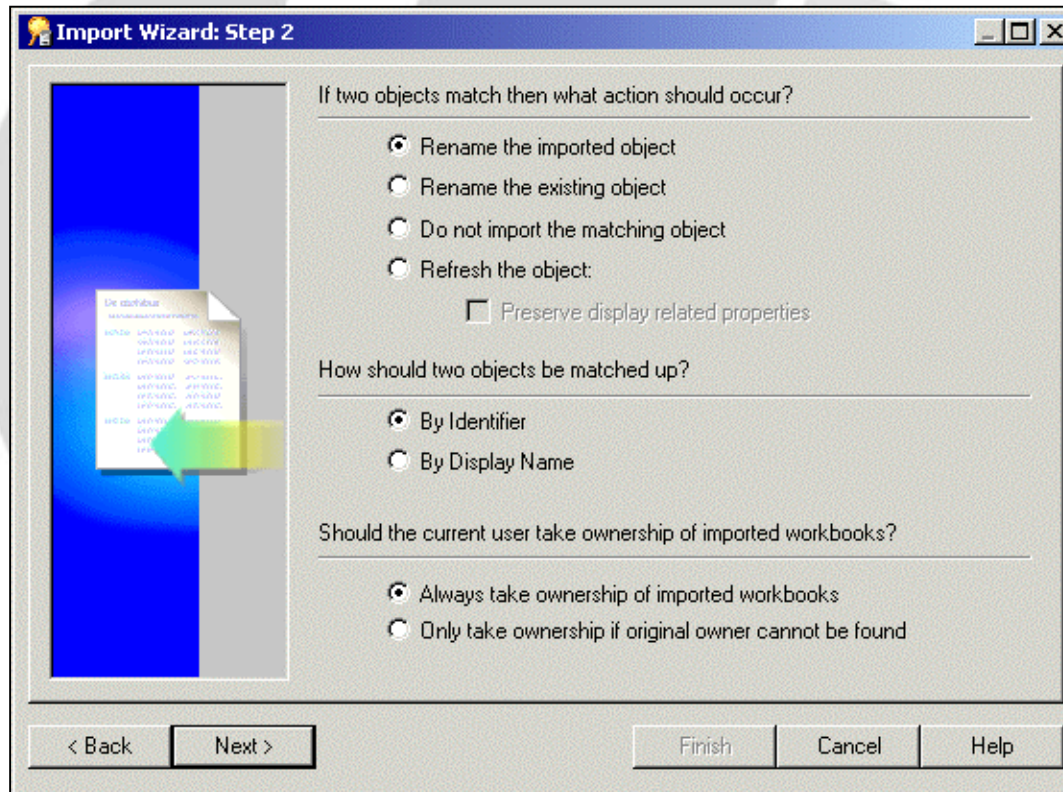 Import Wizard: Step 2
If two objects match then what action should occur?
Rename the imported object
Rename the existing object
Do not import the matching object
Refresh the object:
Preserve display related properties
How should two objects be matched up?
By Identifier
By Display Name
Should the current user take ownership of imported workbooks?
Always take ownership of imported workbooks
Only take ownership if original owner cannot be found
< Back Next > Finish Cancel Help